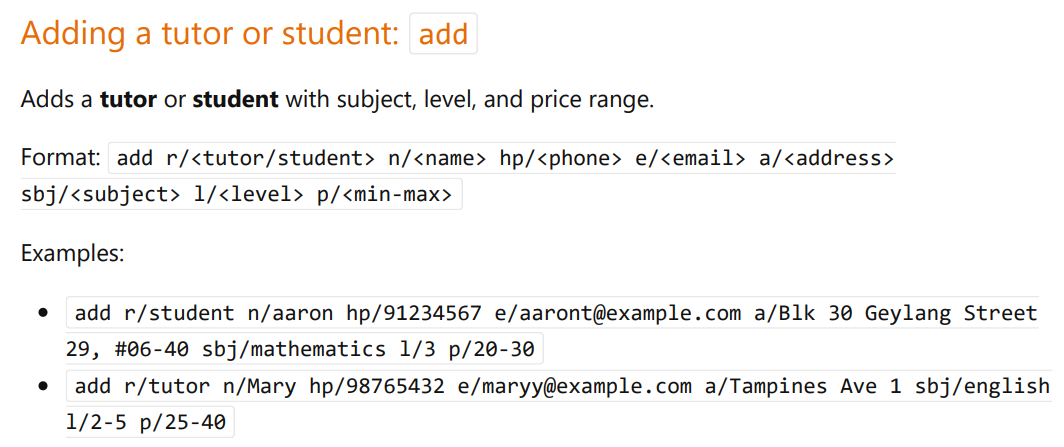 Adding a tutor or student: add
Adds a tutor or student with subject, level, and price range.
Format: add r/<tutor/student> n/<name> hp/<phone> e/<email> a/<address>
sbj/<subject> l/<level> p/<min-max>
Examples:
• add r/student n/aaron hp/91234567 e/aaront@example.com a/Blk 30 Geylang Street
29, #06-40 sbj/mathematics l/3 p/20-30
• add r/tutor n/Mary hp/98765432 e/maryy@example.com a/Tampines Ave 1 sbj/english
l/2-5 p/25-40